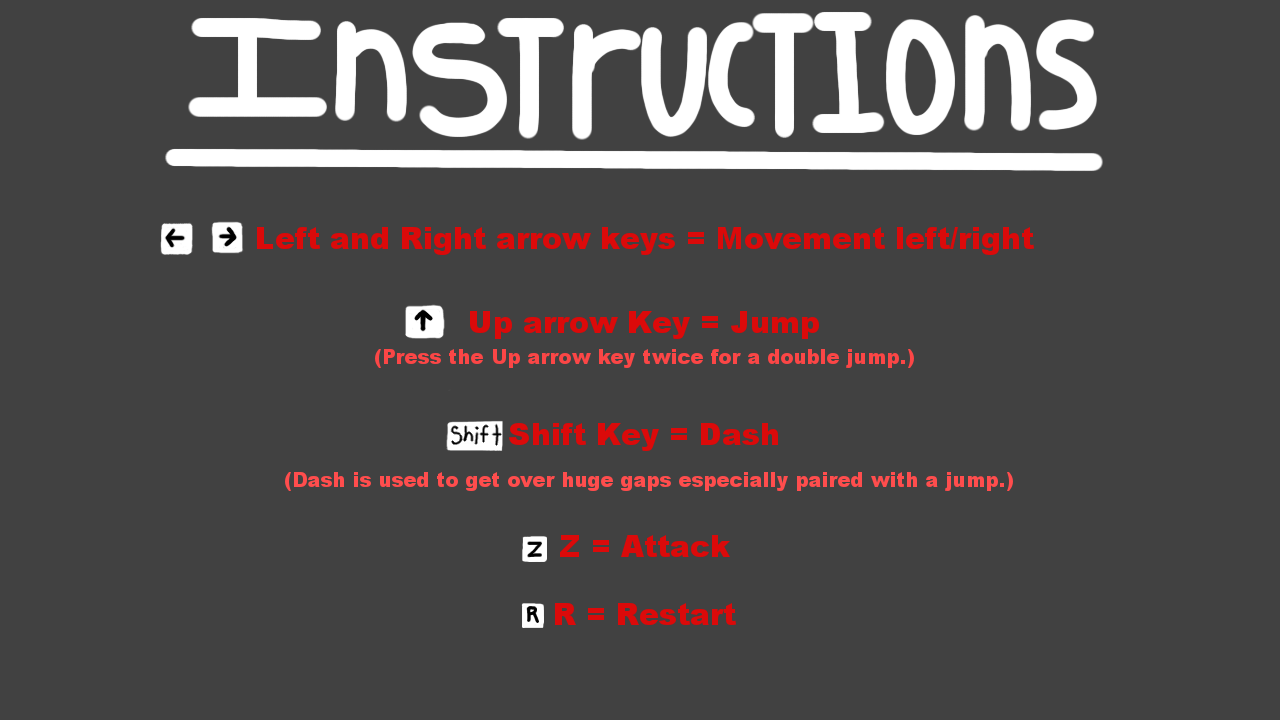 Instructions
← → Left and Right arrow keys = Movement left/right
↑ Up arrow Key = Jump
(Press the Up arrow key twice for a double jump.)
Shift Shift Key = Dash
(Dash is used to get over huge gaps especially paired with a jump.)
Z Z = Attack
R R = Restart